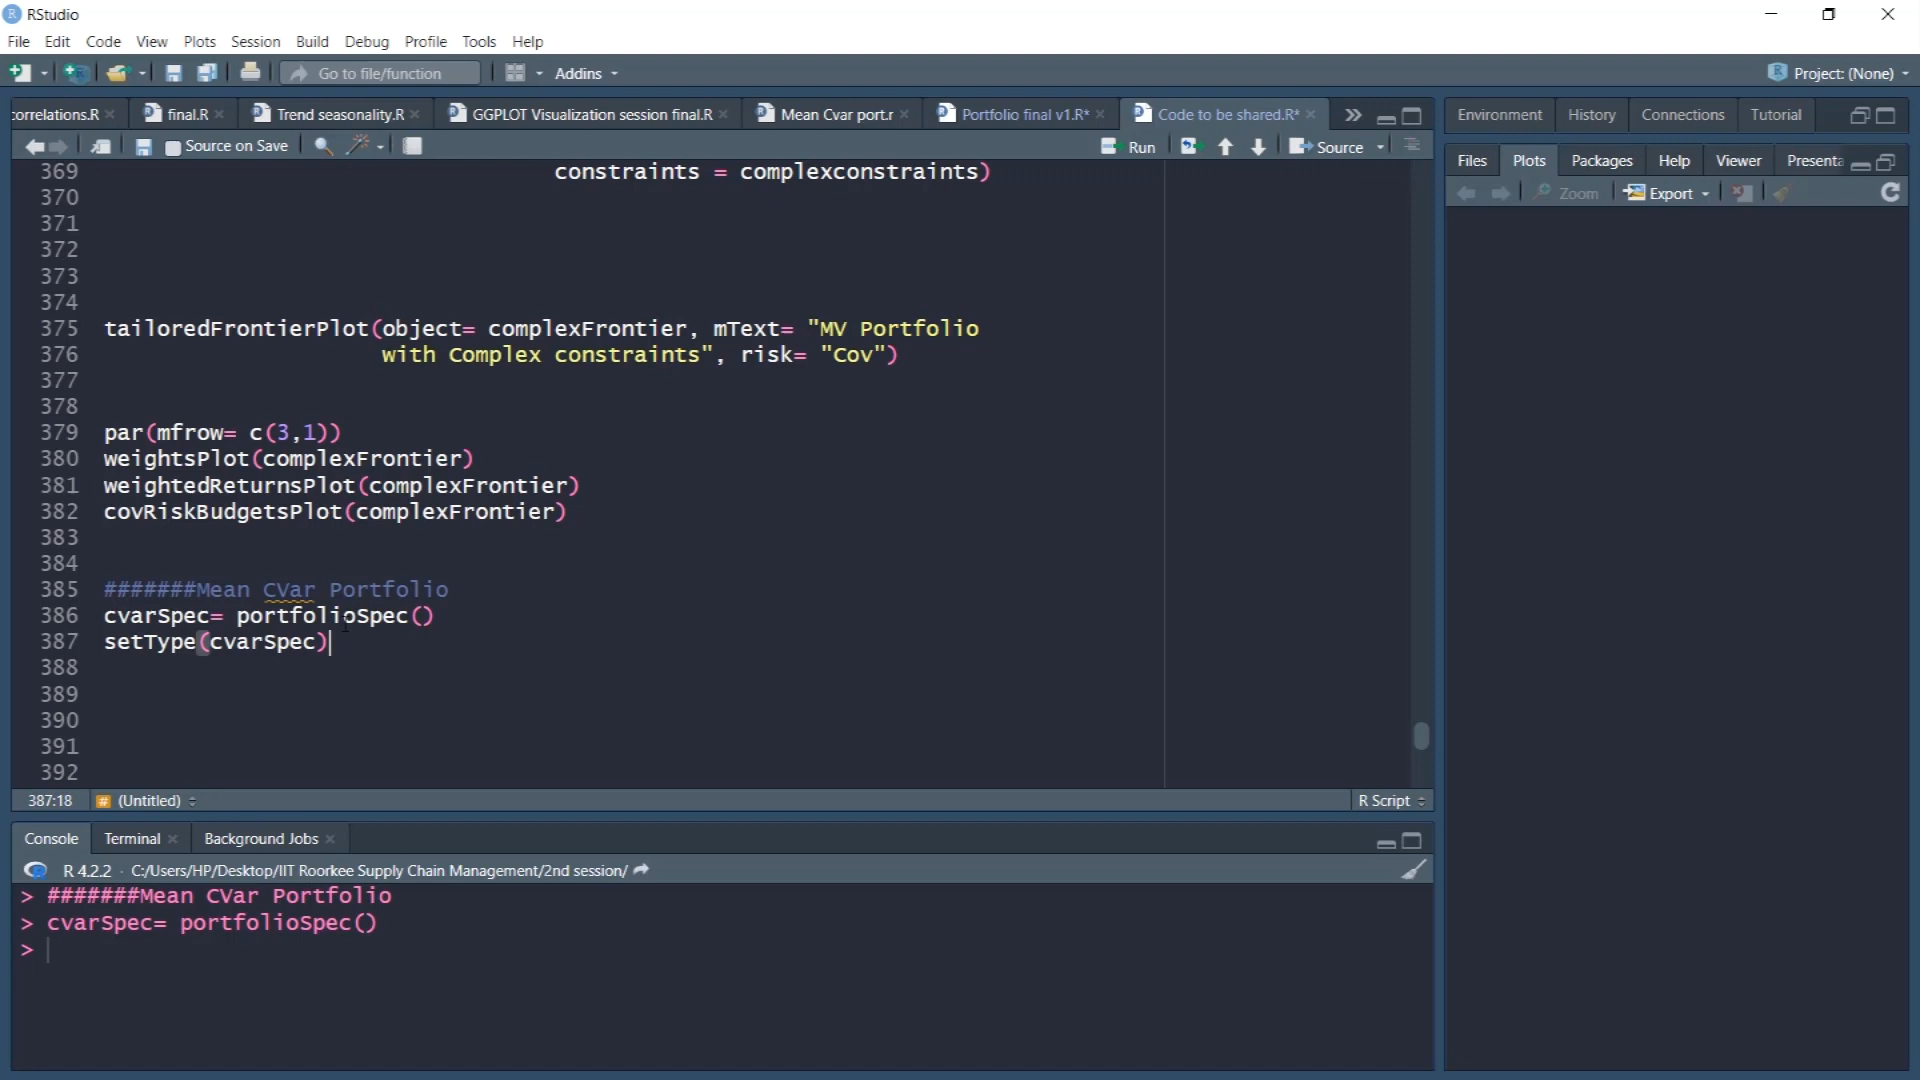 RStudio
File Edit Code View Plots Session Build Debug Profile Tools Help
Go to file/function Addins Project: (None)
correlations.R final.R Trend seasonality.R GGPLOT Visualization session final.R Mean Cvar port.r Portfolio final v1.R* Code to be shared.R*
Source on Save Run Source
369 constraints = complexconstraints)
370
371
372
373
374
375 tailoredFrontierPlot(object= complexFrontier, mText= "MV Portfolio
376 with Complex constraints", risk= "Cov")
377
378
379 par(mfrow= c(3,1))
380 weightsPlot(complexFrontier)
381 weightedReturnsPlot(complexFrontier)
382 covRiskBudgetsPlot(complexFrontier)
383
384
385 #######Mean CVar Portfolio
386 cvarSpec= portfolioSpec()
387 setType(cvarSpec)
388
389
390
391
392
387:18 # (Untitled) R Script
Console Terminal Background Jobs
R 4.2.2 · C:/Users/HP/Desktop/IIT Roorkee Supply Chain Management/2nd session/
> #######Mean CVar Portfolio
> cvarSpec= portfolioSpec()
>
Environment History Connections Tutorial
Files Plots Packages Help Viewer Presenta
Zoom Export